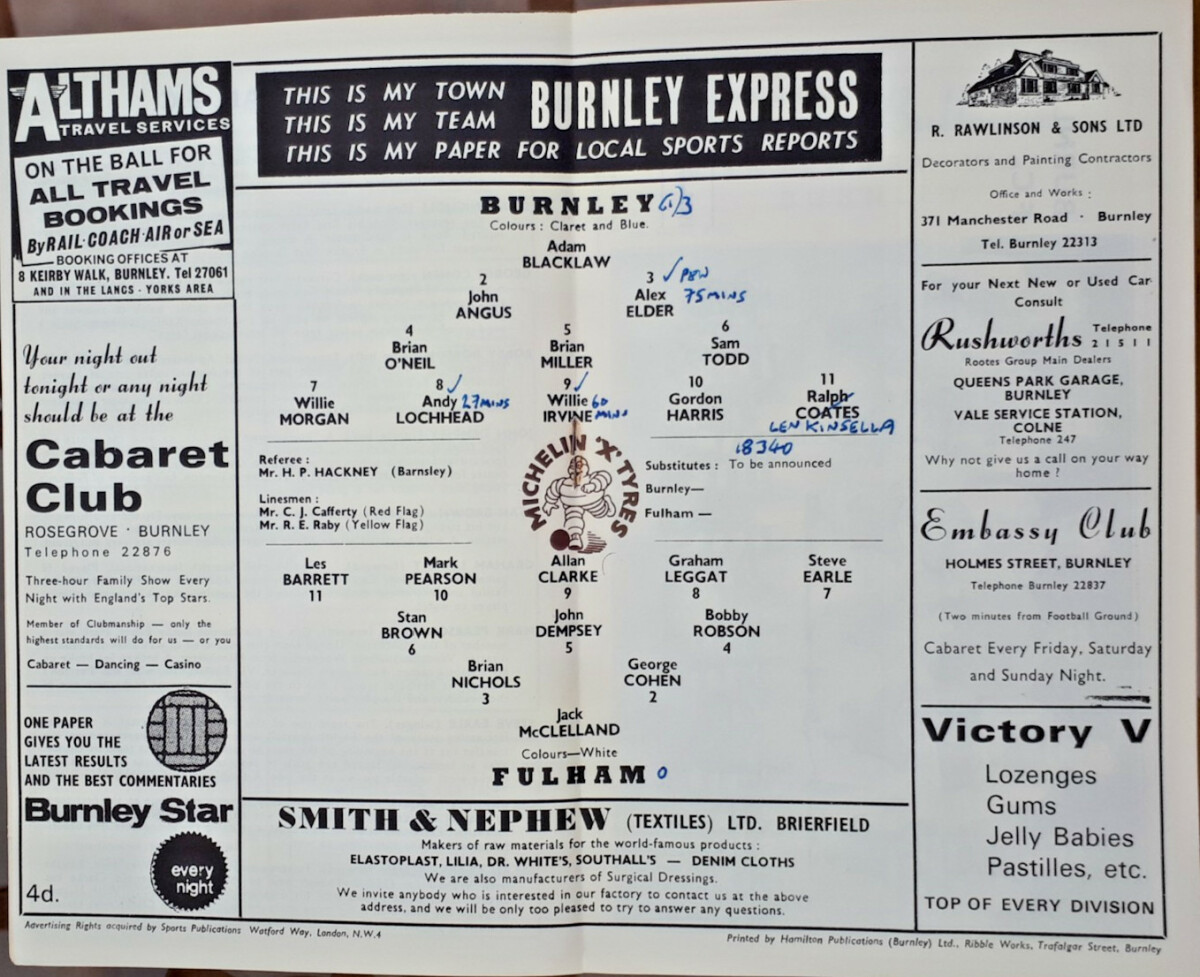 ALTHAMS
TRAVEL SERVICES
ON THE BALL FOR
ALL TRAVEL
BOOKINGS
By RAIL·COACH·AIR or SEA
BOOKING OFFICES AT
8 KEIRBY WALK, BURNLEY. Tel 27061
AND IN THE LANCS - YORKS AREA
Your night out
tonight or any night
should be at the
Cabaret
Club
ROSEGROVE · BURNLEY
Telephone 22876
Three-hour Family Show Every
Night with England's Top Stars.
Member of Clubmanship — only the
highest standards will do for us — or you
Cabaret — Dancing — Casino
ONE PAPER
GIVES YOU THE
LATEST RESULTS
AND THE BEST COMMENTARIES
Burnley Star
every
night
4d.
THIS IS MY TOWN
THIS IS MY TEAM
BURNLEY EXPRESS
THIS IS MY PAPER FOR LOCAL SPORTS REPORTS
BURNLEY (1) 3
Colours : Claret and Blue.
Adam
BLACKLAW
2
John
ANGUS
3 ✓ PEN
Alex 75 MINS
ELDER
4
Brian
O'NEIL
5
Brian
MILLER
6
Sam
TODD
7
Willie
MORGAN
8 ✓
Andy 27 MINS
LOCHHEAD
9 ✓
Willie 60
IRVINE MINS
10
Gordon
HARRIS
11
Ralph
COATES
LEN KINSELLA
Referee :
Mr. H. P. HACKNEY (Barnsley)
Linesmen :
Mr. C. J. Cafferty (Red Flag)
Mr. R. E. Raby (Yellow Flag)
MICHELIN 'X' TYRES
18340
Substitutes : To be announced
Burnley—
Fulham —
Les
BARRETT
11
Mark
PEARSON
10
Allan
CLARKE
9
Graham
LEGGAT
8
Steve
EARLE
7
Stan
BROWN
6
John
DEMPSEY
5
Bobby
ROBSON
4
Brian
NICHOLS
3
George
COHEN
2
Jack
McCLELLAND
Colours—White
FULHAM 0
SMITH & NEPHEW (TEXTILES) LTD. BRIERFIELD
Makers of raw materials for the world-famous products :
ELASTOPLAST, LILIA, DR. WHITE'S, SOUTHALL'S — DENIM CLOTHS
We are also manufacturers of Surgical Dressings.
We invite anybody who is interested in our factory to contact us at the above
address, and we will be only too pleased to try to answer any questions.
R. RAWLINSON & SONS LTD
Decorators and Painting Contractors
Office and Works :
371 Manchester Road · Burnley
Tel. Burnley 22313
For your Next New or Used Car
Consult
Rushworths Telephone
21511
Rootes Group Main Dealers
QUEENS PARK GARAGE,
BURNLEY
VALE SERVICE STATION,
COLNE
Telephone 247
Why not give us a call on your way
home ?
Embassy Club
HOLMES STREET, BURNLEY
Telephone Burnley 22837
(Two minutes from Football Ground)
Cabaret Every Friday, Saturday
and Sunday Night.
Victory V
Lozenges
Gums
Jelly Babies
Pastilles, etc.
TOP OF EVERY DIVISION
Advertising Rights acquired by Sports Publications Watford Way, London, N.W.4
Printed by Hamilton Publications (Burnley) Ltd., Ribble Works, Trafalgar Street, Burnley